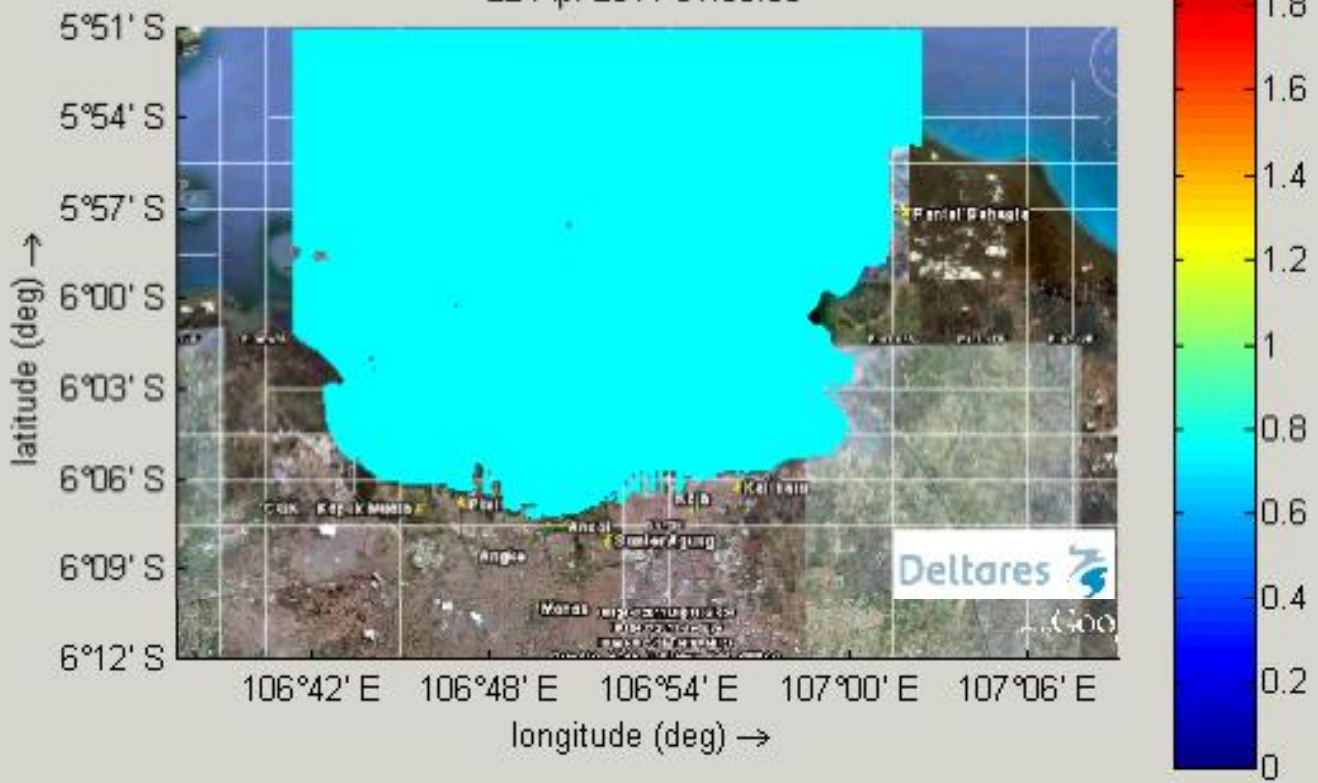 1.8
5°51' S
1.6
5°54' S
1.4
5°57' S
1.2
6°00' S
1
6°03' S
0.8
6°06' S
Koja
Pluit
Ancol
0.6
Sunter Agung
Angke
6°09' S
Deltares
0.4
Monas
6°12' S
0.2
106°42' E 106°48' E 106°54' E 107°00' E 107°06' E
longitude (deg) →
latitude (deg) →
0